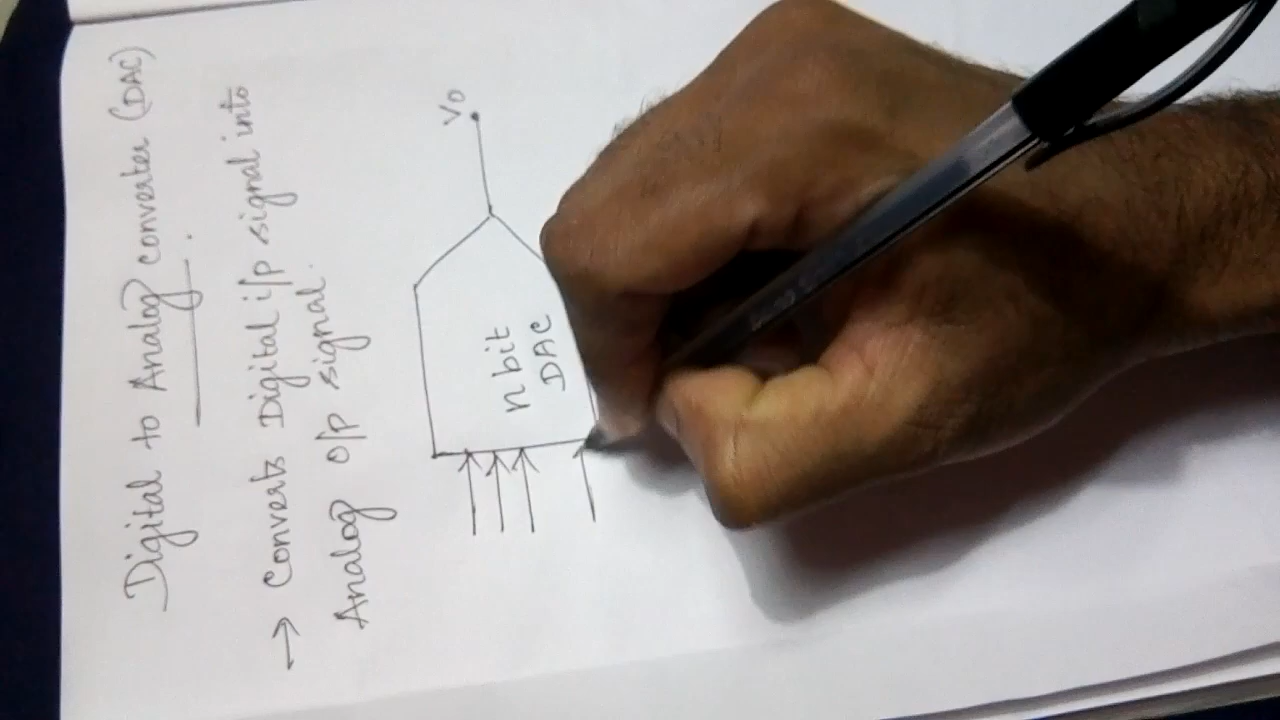 Digital to Analog converter (DAC).
→ Converts Digital i/p signal into
Analog o/p signal.
Vo
n bit
DAC